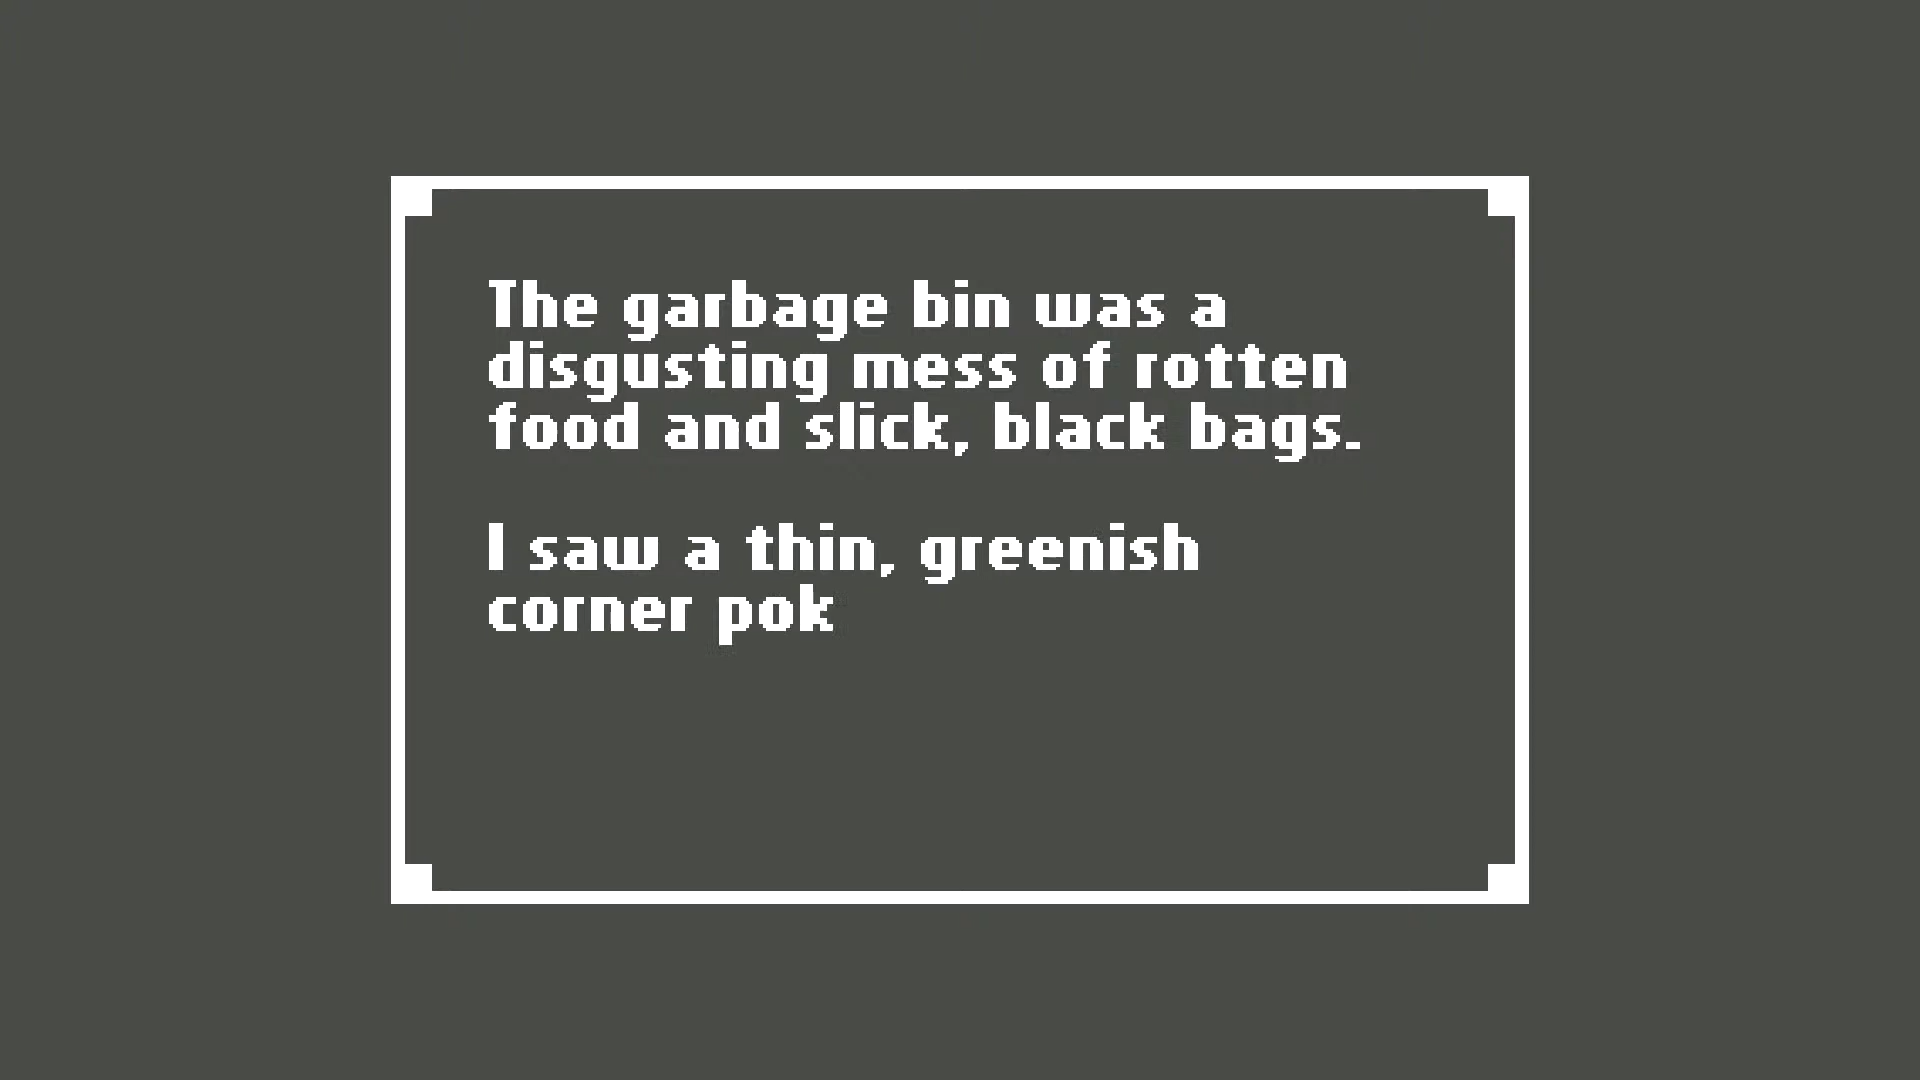 The garbage bin was a
disgusting mess of rotten
food and slick, black bags.
I saw a thin, greenish
corner pok